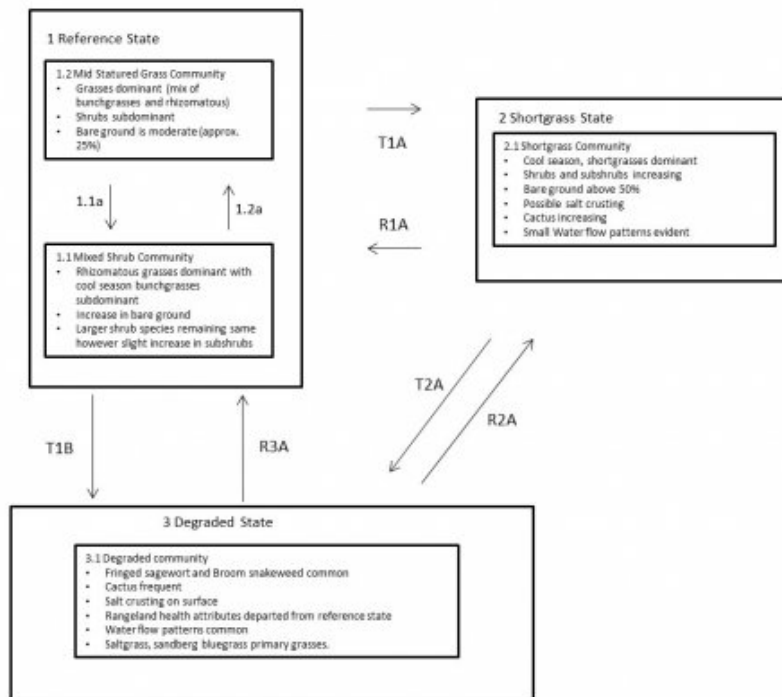 1 Reference State
1.2 Mid Statured Grass Community
• Grasses dominant (mix of
bunchgrasses and rhizomatous)
• Shrubs subdominant
• Bare ground is moderate (approx.
25%)
1.1a
1.2a
1.1 Mixed Shrub Community
• Rhizomatous grasses dominant with
cool season bunchgrasses
subdominant
• Increase in bare ground
• Larger shrub species remaining same
however slight increase in subshrubs
T1A
R1A
2 Shortgrass State
2.1 Shortgrass Community
• Cool season, shortgrasses dominant
• Shrubs and subshrubs increasing
• Bare ground above 50%
• Possible salt crusting
• Cactus increasing
• Small Water flow patterns evident
T2A
R2A
T1B
R3A
3 Degraded State
3.1 Degraded community
• Fringed sagewort and Broom snakeweed common
• Cactus frequent
• Salt crusting on surface
• Rangeland health attributes departed from reference state
• Water flow patterns common
• Saltgrass, sandberg bluegrass primary grasses.